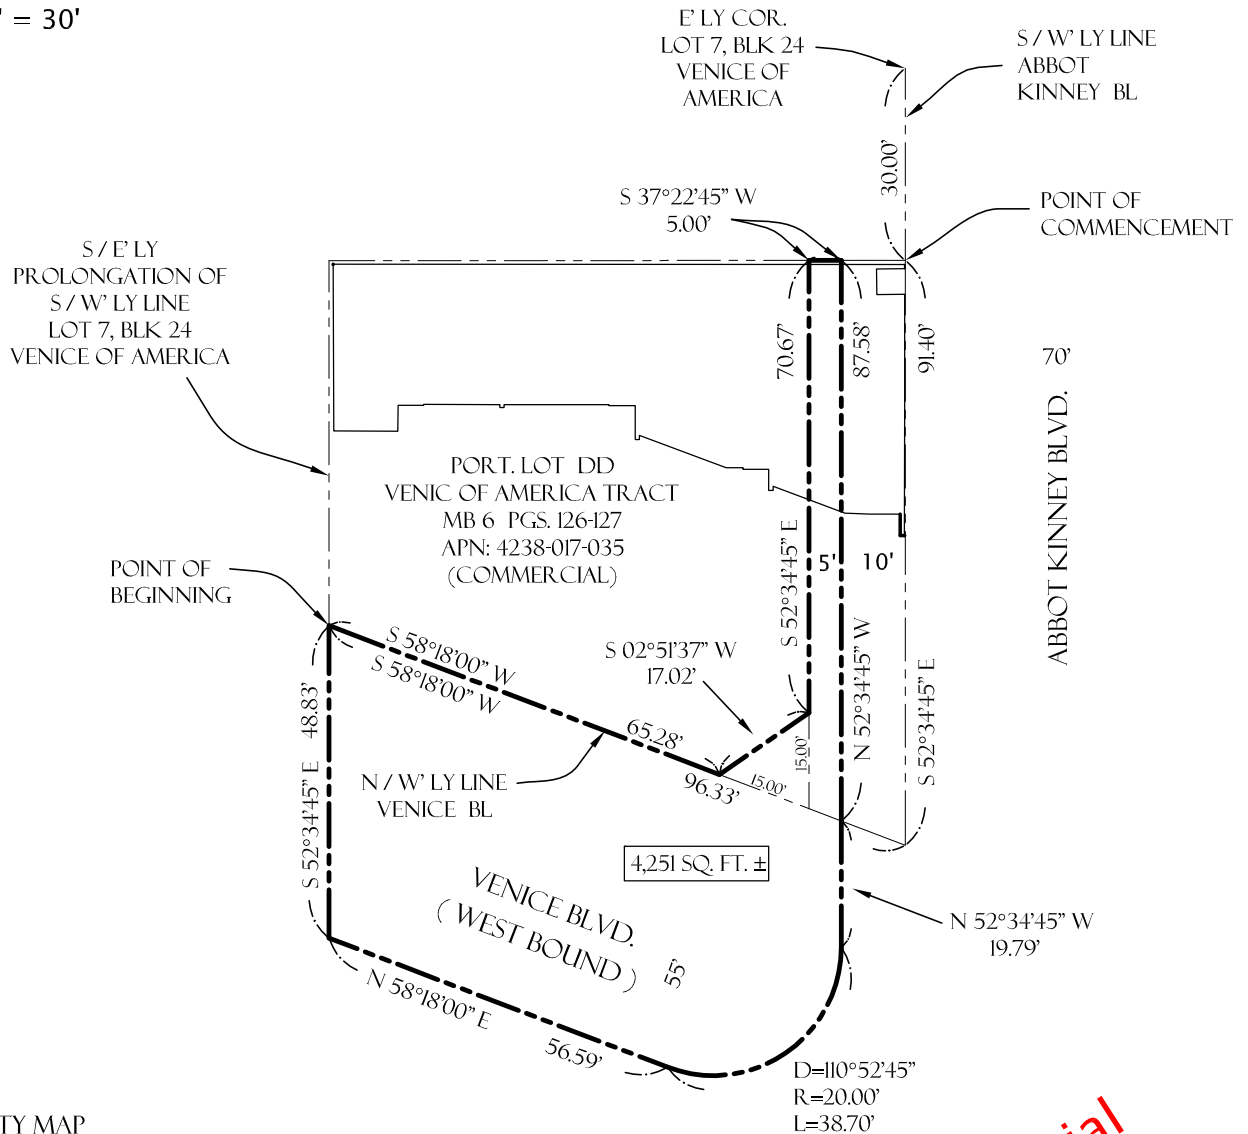 ' = 30'
E'LY COR.
LOT 7, BLK 24
VENICE OF
AMERICA
S / W' LY LINE
ABBOT
KINNEY BL
30.00'
S 37°22'45" W
5.00'
POINT OF
COMMENCEMENT
S / E' LY
PROLONGATION OF
S / W' LY LINE
LOT 7, BLK 24
VENICE OF AMERICA
70.67'
87.58'
91.40'
70'
ABBOT KINNEY BLVD.
PORT. LOT DD
VENIC OF AMERICA TRACT
MB 6 PGS. 126-127
APN: 4238-017-035
(COMMERCIAL)
S 52°34'45" E
5'
10'
POINT OF
BEGINNING
S 58°18'00" W
S 58°18'00" W
S 02°51'37" W
17.02'
N 52°34'45" W
S 52°34'45" E
48.83'
S 52°34'45" E
65.28'
96.33'
15.00'
15.00'
N / W' LY LINE
VENICE BL
4,251 SQ. FT. ±
VENICE BLVD.
( WEST BOUND )
55'
N 52°34'45" W
19.79'
N 58°18'00" E
56.59'
D=110°52'45"
R=20.00'
L=38.70'
TY MAP
ial